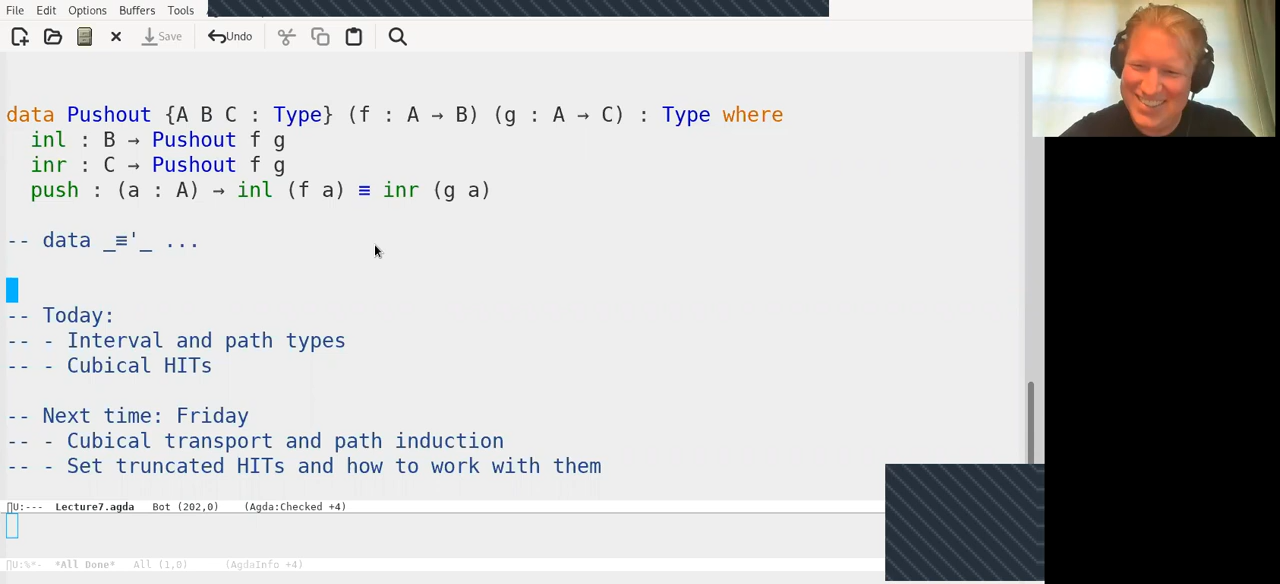 File Edit Options Buffers Tools
Save Undo
data Pushout {A B C : Type} (f : A → B) (g : A → C) : Type where
inl : B → Pushout f g
inr : C → Pushout f g
push : (a : A) → inl (f a) ≡ inr (g a)
-- data _≡'_ ...
-- Today:
-- - Interval and path types
-- - Cubical HITs
-- Next time: Friday
-- - Cubical transport and path induction
-- - Set truncated HITs and how to work with them
U:--- Lecture7.agda Bot (202,0) (Agda:Checked +4)
U:%*- *All Done* All (1,0) (AgdaInfo +4)